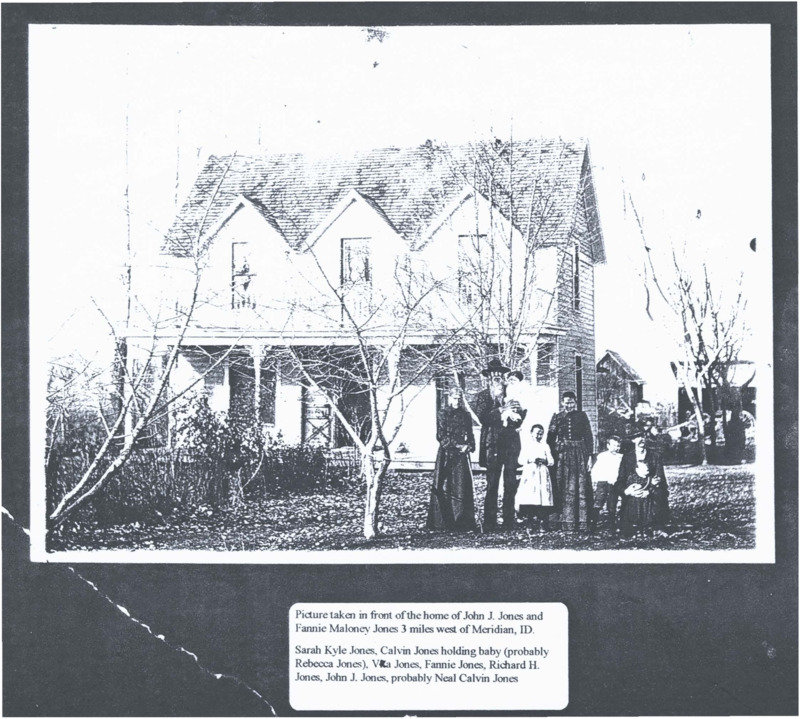 Picture taken in front of the home of John J. Jones and
Fannie Maloney Jones 3 miles west of Meridian, ID.
Sarah Kyle Jones, Calvin Jones holding baby (probably
Rebecca Jones), Jones, Fannie Jones, Richard H.
Jones, John J. Jones, probably Neal Calvin Jones